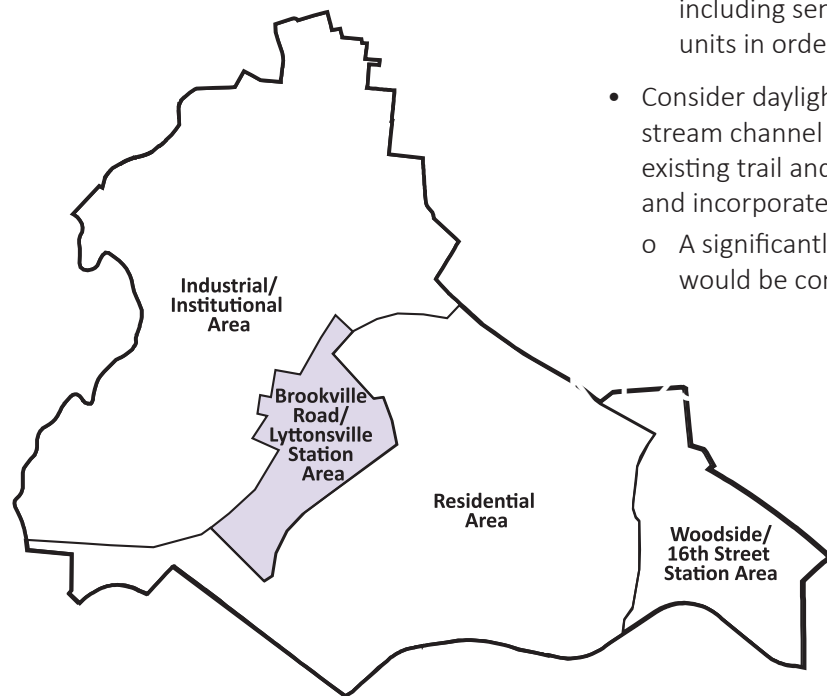 including ser
units in orde
• Consider dayligh
stream channel
existing trail and
and incorporate
o A significantl
would be cor
Industrial/
Institutional
Area
Brookville
Road/
Lyttonsville
Station
Area
Residential
Area
Woodside/
16th Street
Station Area